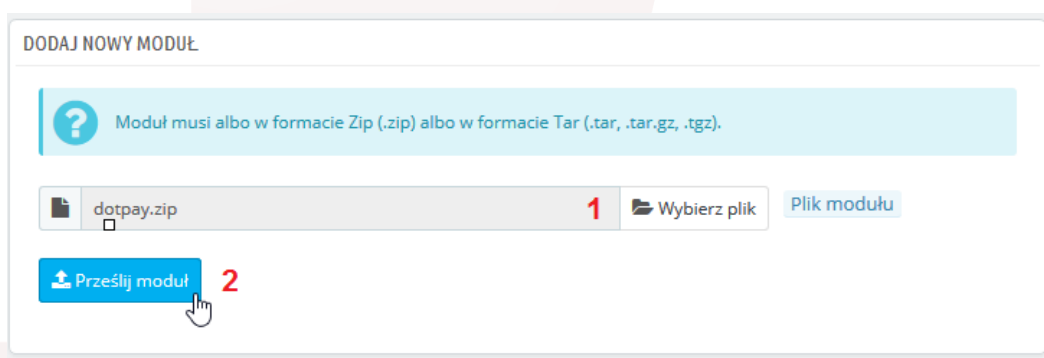 DODAJ NOWY MODUŁ
Moduł musi albo w formacie Zip (.zip) albo w formacie Tar (.tar, .tar.gz, .tgz).
dotpay.zip 1 Wybierz plik Plik modułu
Prześlij moduł 2